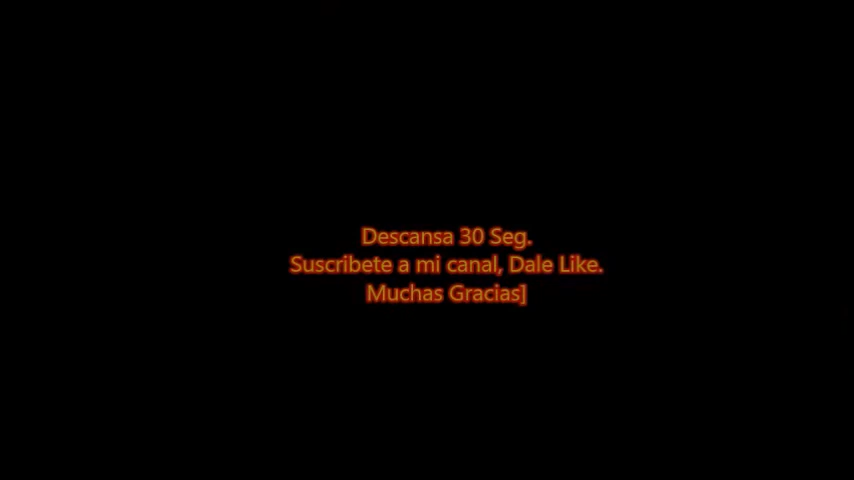 Descansa 30 Seg.
Suscribete a mi canal, Dale Like.
Muchas Gracias]